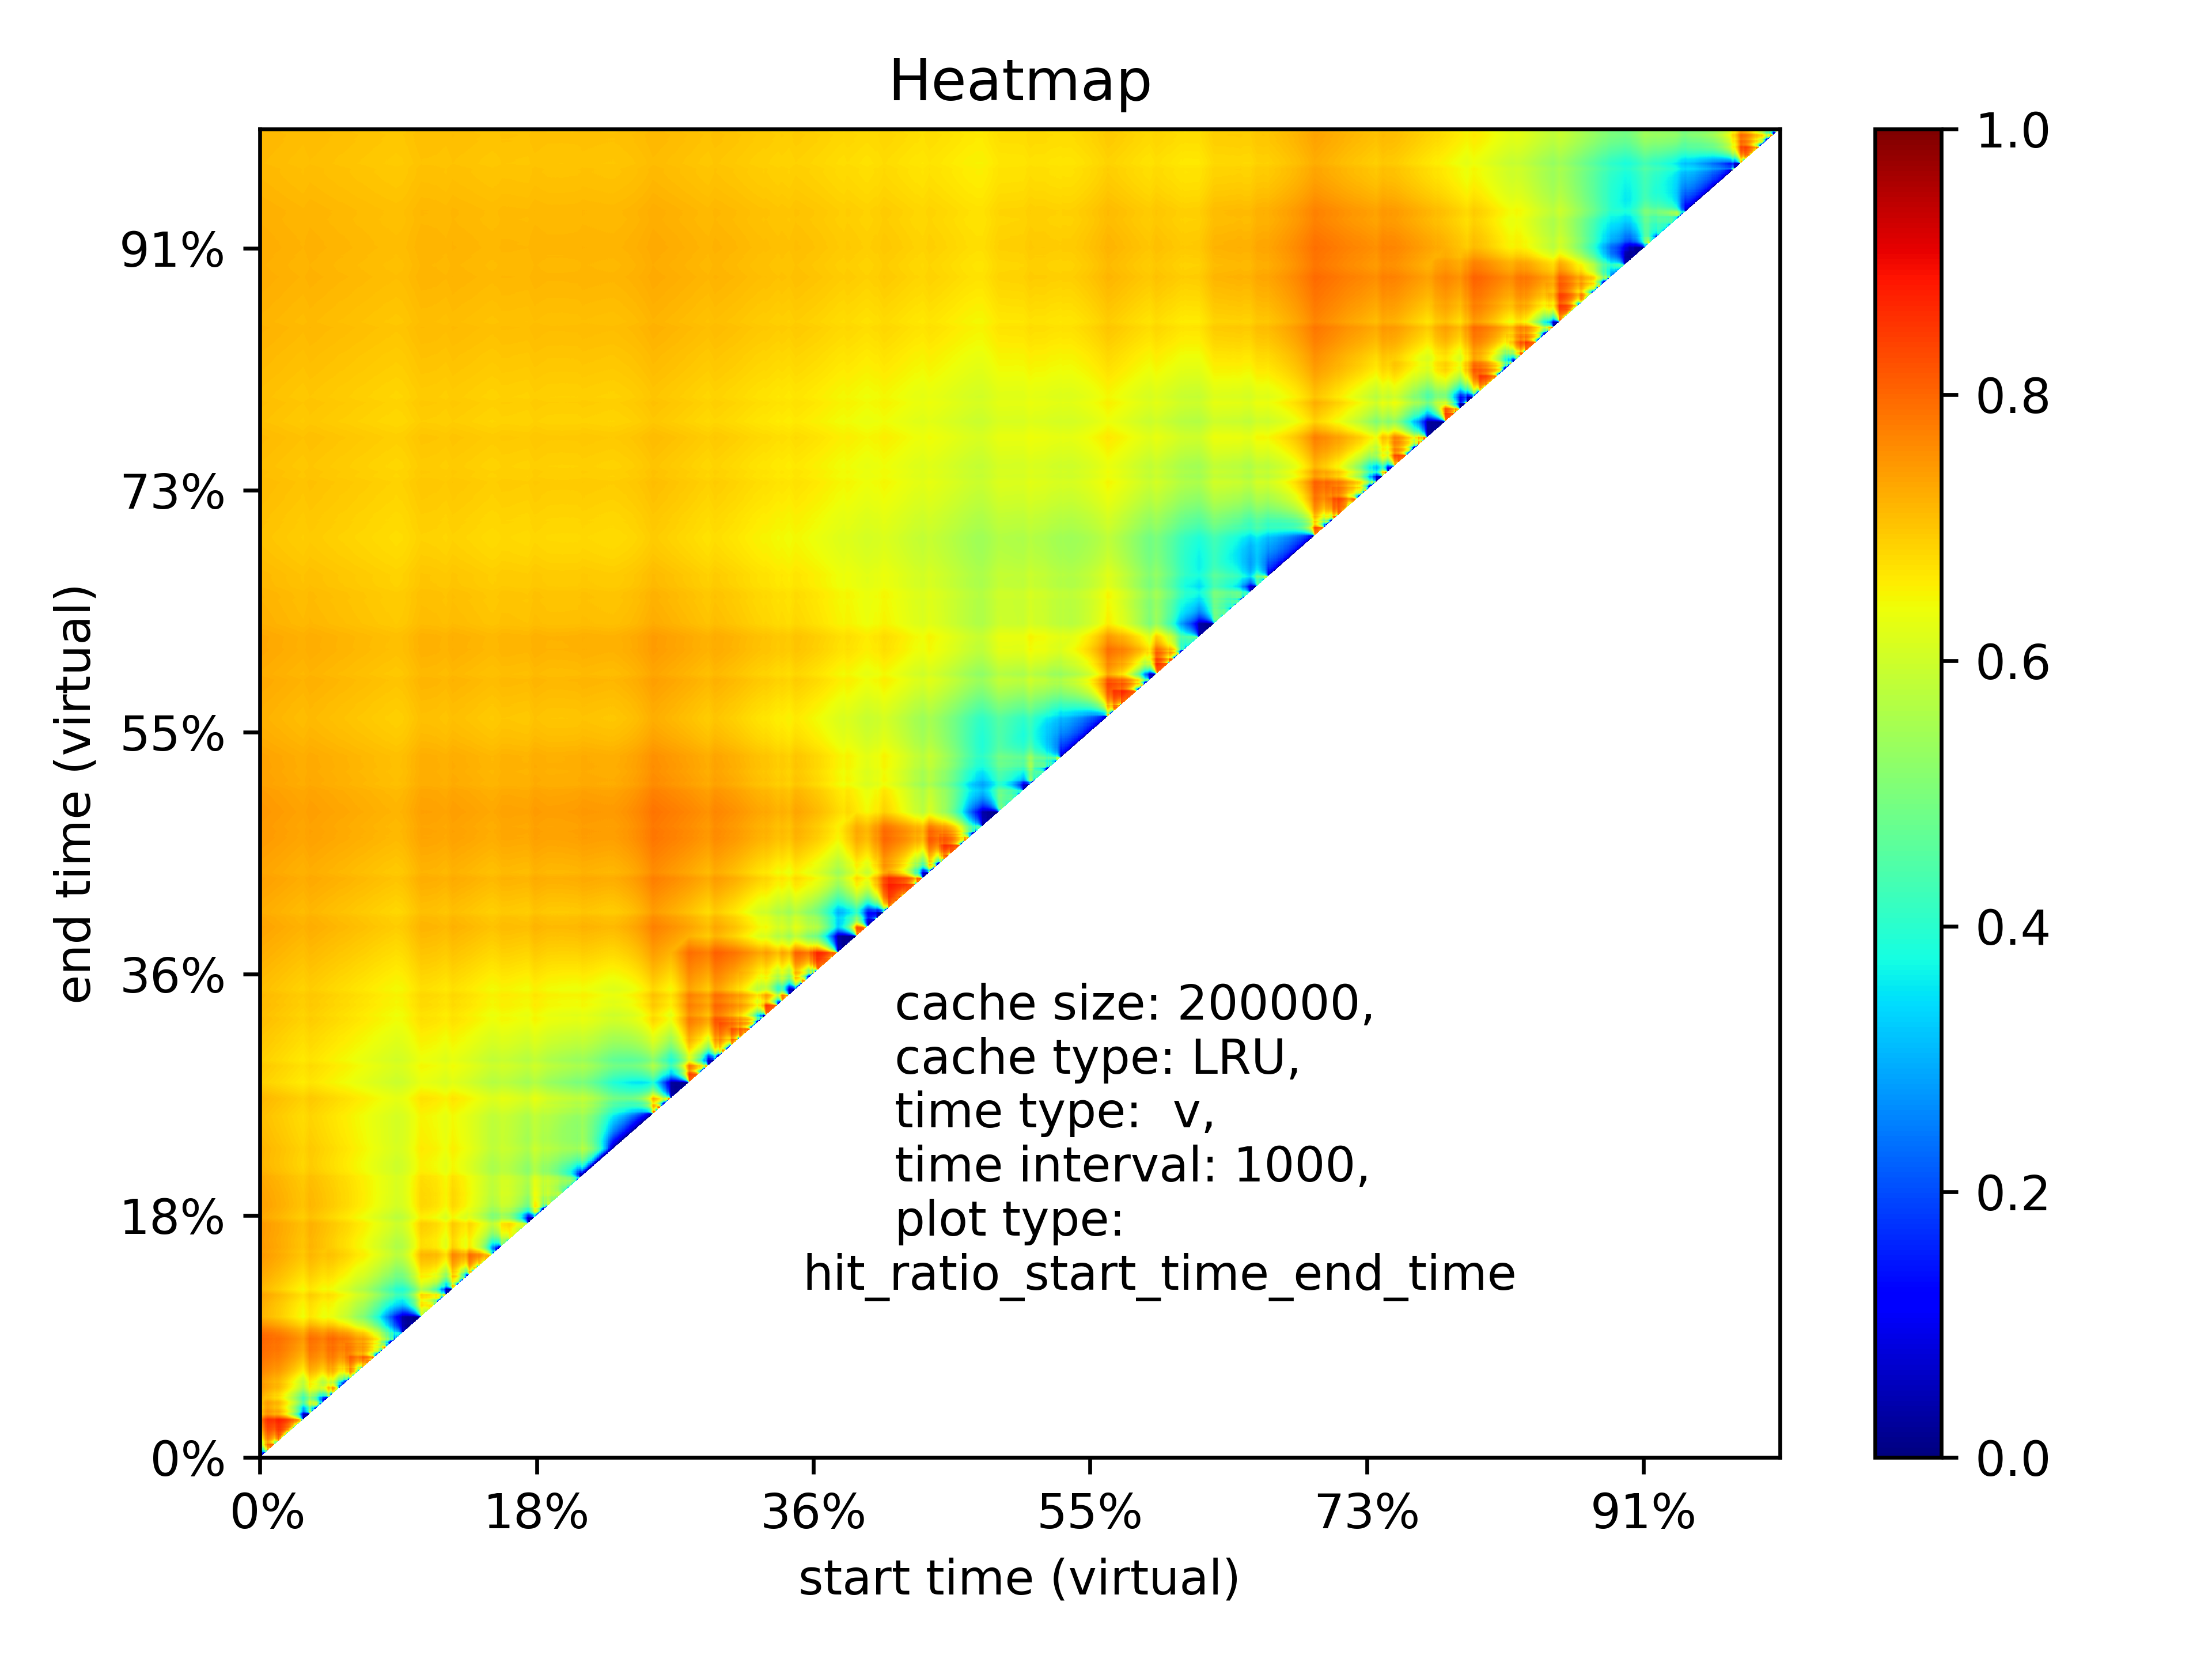 Heatmap
1.0
91%
0.8
73%
0.6
55%
end time (virtual)
0.4
36%
cache size: 200000,
cache type: LRU,
time type:  v,
time interval: 1000,
plot type:
hit_ratio_start_time_end_time
0.2
18%
0%
0.0
0%
18%
36%
55%
73%
91%
start time (virtual)